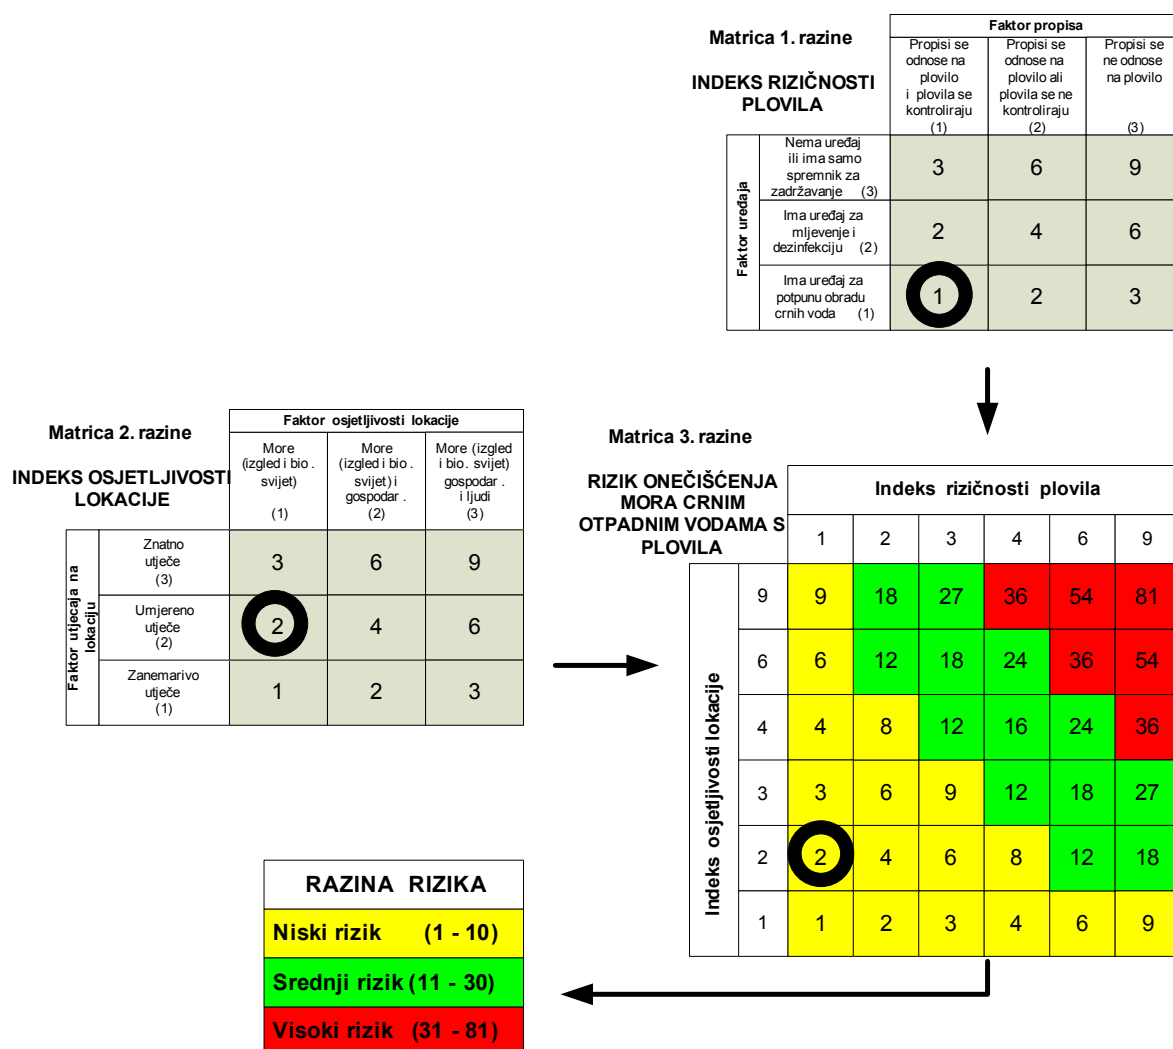 Matrica 1. razine
INDEKS RIZIČNOSTI
PLOVILA
Faktor propisa
Propisi se
odnose na
plovilo
i plovila se
kontroliraju
(1)
Propisi se
odnose na
plovilo ali
plovila se ne
kontroliraju
(2)
Propisi se
ne odnose
na plovilo
(3)
Faktor uređaja
Nema uređaj
ili ima samo
spremnik za
zadržavanje (3)
3 6 9
Ima uređaj za
mljevenje i
dezinfekciju (2)
2 4 6
Ima uređaj za
potpunu obradu
crnih voda (1)
1 2 3
Matrica 2. razine
INDEKS OSJETLJIVOSTI
LOKACIJE
Faktor osjetljivosti lokacije
More
(izgled i bio.
svijet)
(1)
More
(izgled i bio.
svijet) i
gospodar.
(2)
More (izgled
i bio. svijet)
gospodar.
i ljudi
(3)
Faktor utjecaja na
lokaciju
Znatno
utječe
(3)
3 6 9
Umjereno
utječe
(2)
2 4 6
Zanemarivo
utječe
(1)
1 2 3
Matrica 3. razine
RIZIK ONEČIŠĆENJA
MORA CRNIM
OTPADNIM VODAMA S
PLOVILA
Indeks rizičnosti plovila
1 2 3 4 6 9
Indeks osjetljivosti lokacije
9 9 18 27 36 54 81
6 6 12 18 24 36 54
4 4 8 12 16 24 36
3 3 6 9 12 18 27
2 2 4 6 8 12 18
1 1 2 3 4 6 9
RAZINA RIZIKA
Niski rizik (1 - 10)
Srednji rizik (11 - 30)
Visoki rizik (31 - 81)